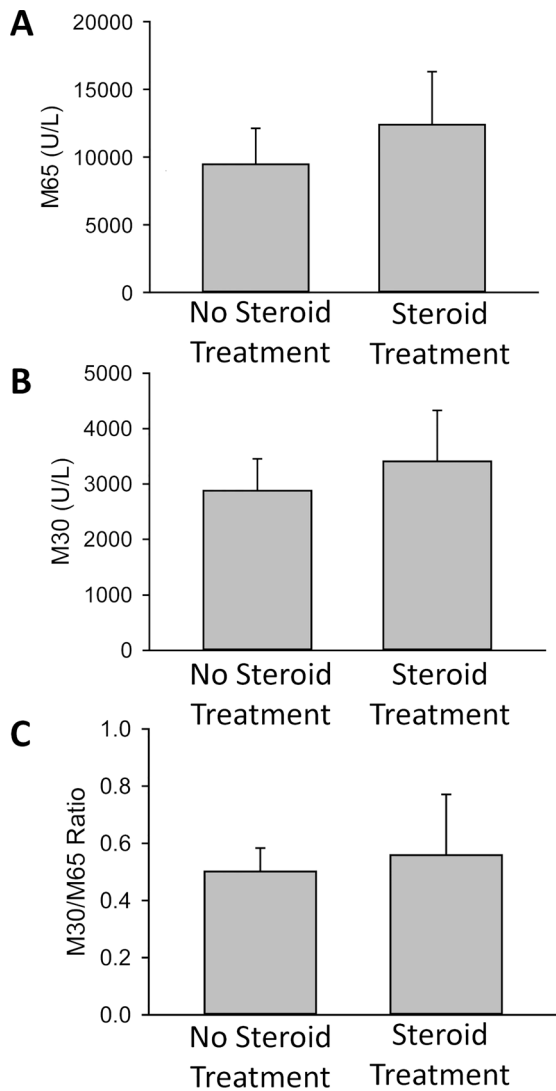 A
20000
15000
10000
5000
0
M65 (U/L)
No Steroid
Treatment
Steroid
Treatment
B
5000
4000
3000
2000
1000
0
M30 (U/L)
No Steroid
Treatment
Steroid
Treatment
C
1.0
0.8
0.6
0.4
0.2
0.0
M30/M65 Ratio
No Steroid
Treatment
Steroid
Treatment